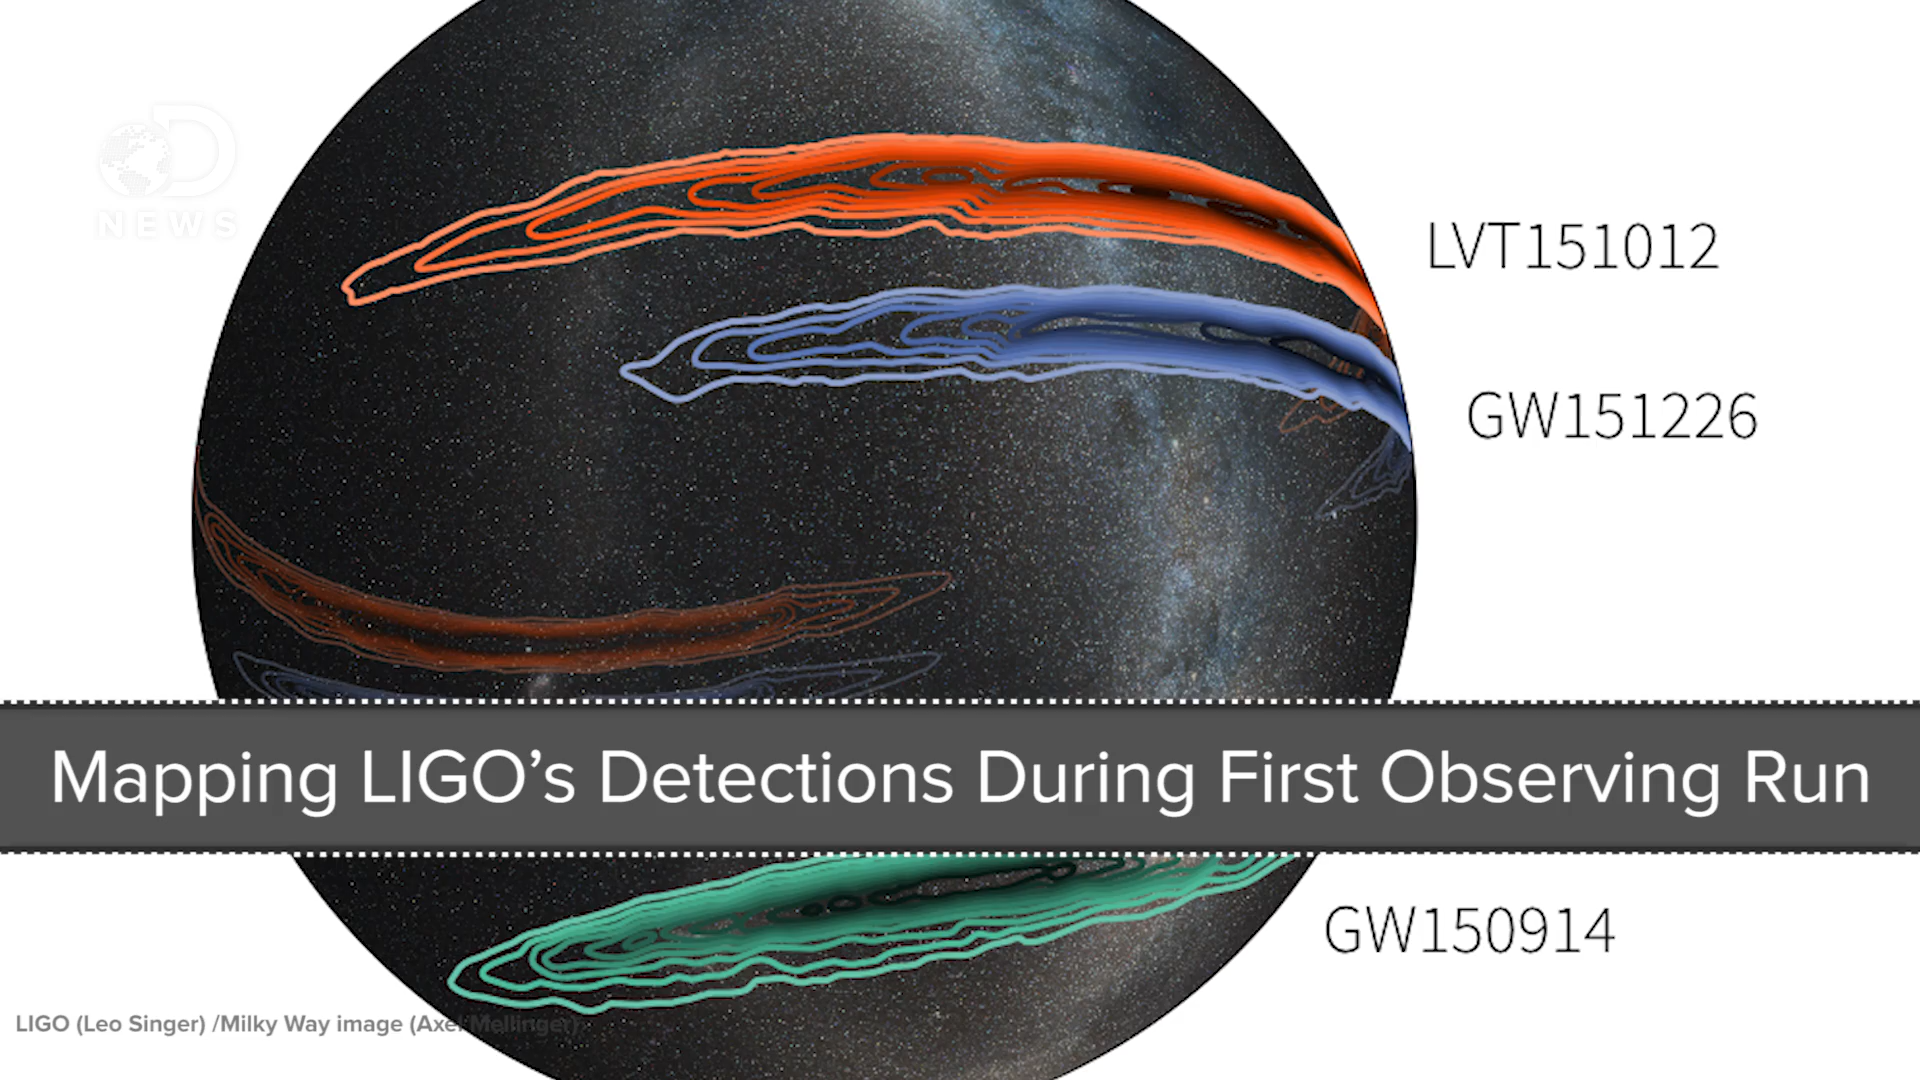 NEWS
LVT151012
GW151226
Mapping LIGO’s Detections During First Observing Run
GW150914
LIGO (Leo Singer) /Milky Way image (Axel Mellinger)